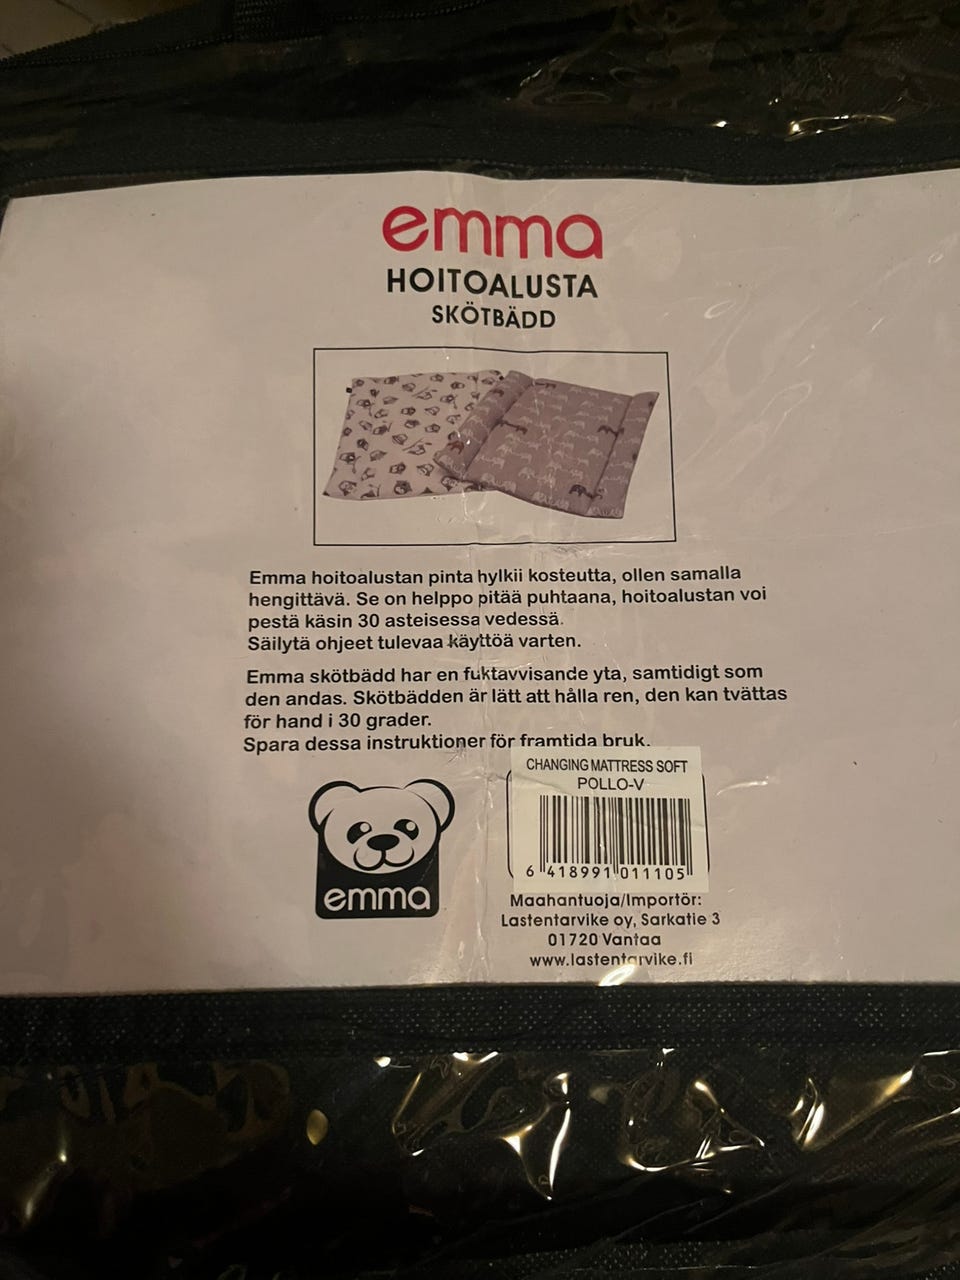 emma
HOITOALUSTA
SKÖTBÄDD
Emma hoitoalustan pinta hylkii kosteutta, ollen samalla
hengittävä. Se on helppo pitää puhtaana, hoitoalustan voi
pestä käsin 30 asteisessa vedessä.
Säilytä ohjeet tulevaa käyttöä varten.
Emma skötbädd har en fuktavvisande yta, samtidigt som
den andas. Skötbädden är lätt att hålla ren, den kan tvättas
för hand i 30 grader.
Spara dessa instruktioner för framtida bruk.
CHANGING MATTRESS SOFT
POLLO-V
6 418991 011105
emma
Maahantuoja/Importör:
Lastentarvike oy, Sarkatie 3
01720 Vantaa
www.lastentarvike.fi